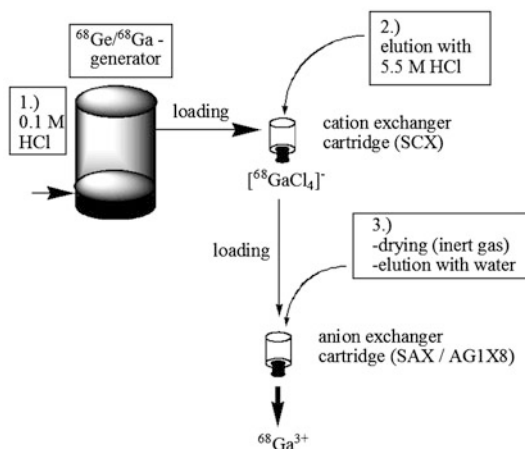 ⁶⁸Ge/⁶⁸Ga -
generator
1.)
0.1 M
HCl
loading
2.)
elution with
5.5 M HCl
cation exchanger
cartridge (SCX)
[⁶⁸GaCl₄]⁻
loading
3.)
-drying (inert gas)
-elution with water
anion exchanger
cartridge (SAX / AG1X8)
⁶⁸Ga³⁺